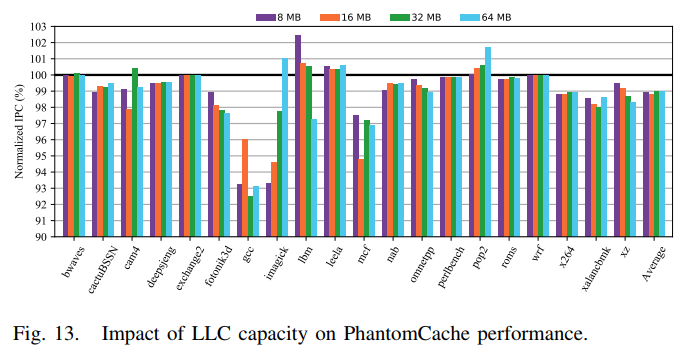 8 MB 16 MB 32 MB 64 MB
103
102
101
100
99
98
97
96
95
94
93
92
91
90
Normalized IPC (%)
bwaves
cactuBSSN
cam4
deepsjeng
exchange2
fotonik3d
gcc
imagick
lbm
leela
mcf
nab
omnetpp
perlbench
pop2
roms
wrf
x264
xalancbmk
xz
Average
Fig. 13. Impact of LLC capacity on PhantomCache performance.